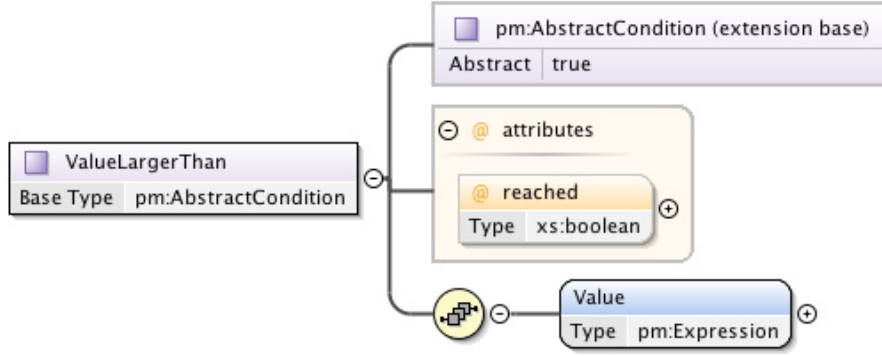 pm:AbstractCondition (extension base)
Abstract true
@ attributes
ValueLargerThan
Base Type pm:AbstractCondition
@ reached
Type xs:boolean
Value
Type pm:Expression